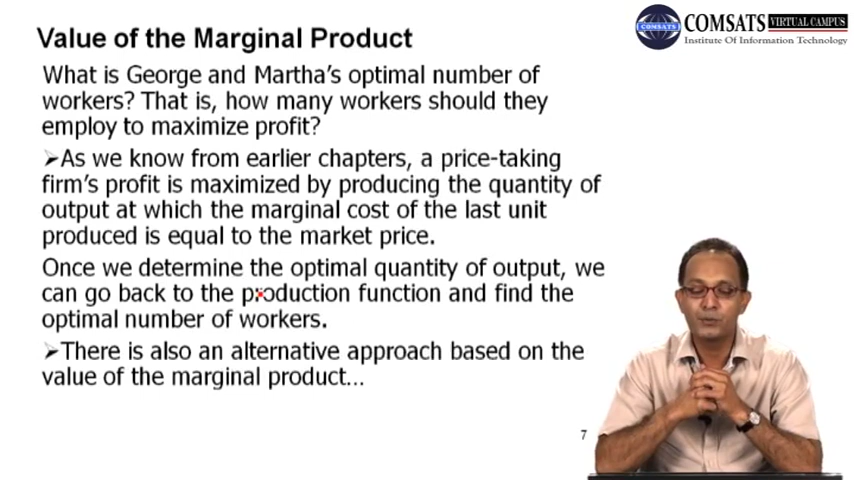 Value of the Marginal Product
COMSATS VIRTUAL CAMPUS
Institute Of Information Technology
COMSATS
What is George and Martha's optimal number of
workers? That is, how many workers should they
employ to maximize profit?
➢As we know from earlier chapters, a price-taking
firm's profit is maximized by producing the quantity of
output at which the marginal cost of the last unit
produced is equal to the market price.
Once we determine the optimal quantity of output, we
can go back to the production function and find the
optimal number of workers.
➢There is also an alternative approach based on the
value of the marginal product...
7